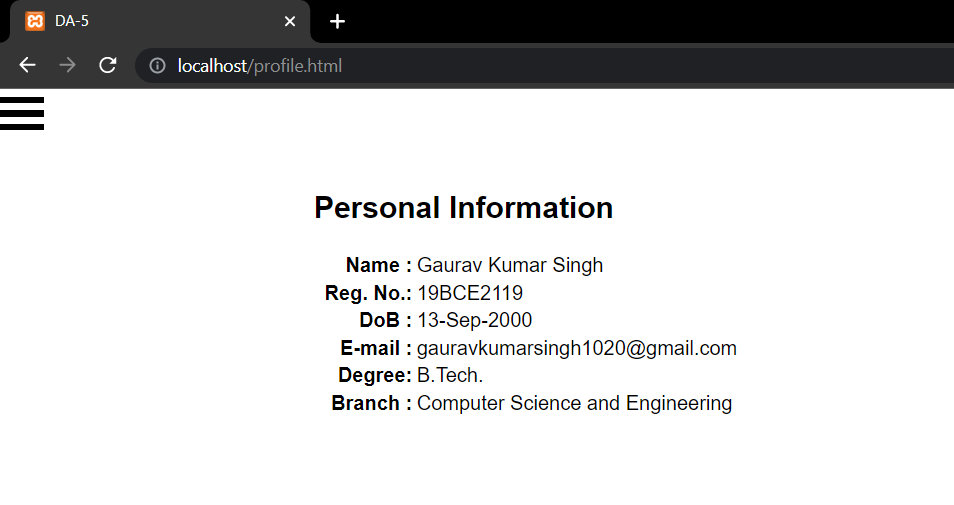 DA-5
localhost/profile.html
Personal Information
Name : Gaurav Kumar Singh
Reg. No.: 19BCE2119
DoB : 13-Sep-2000
E-mail : gauravkumarsingh1020@gmail.com
Degree: B.Tech.
Branch : Computer Science and Engineering